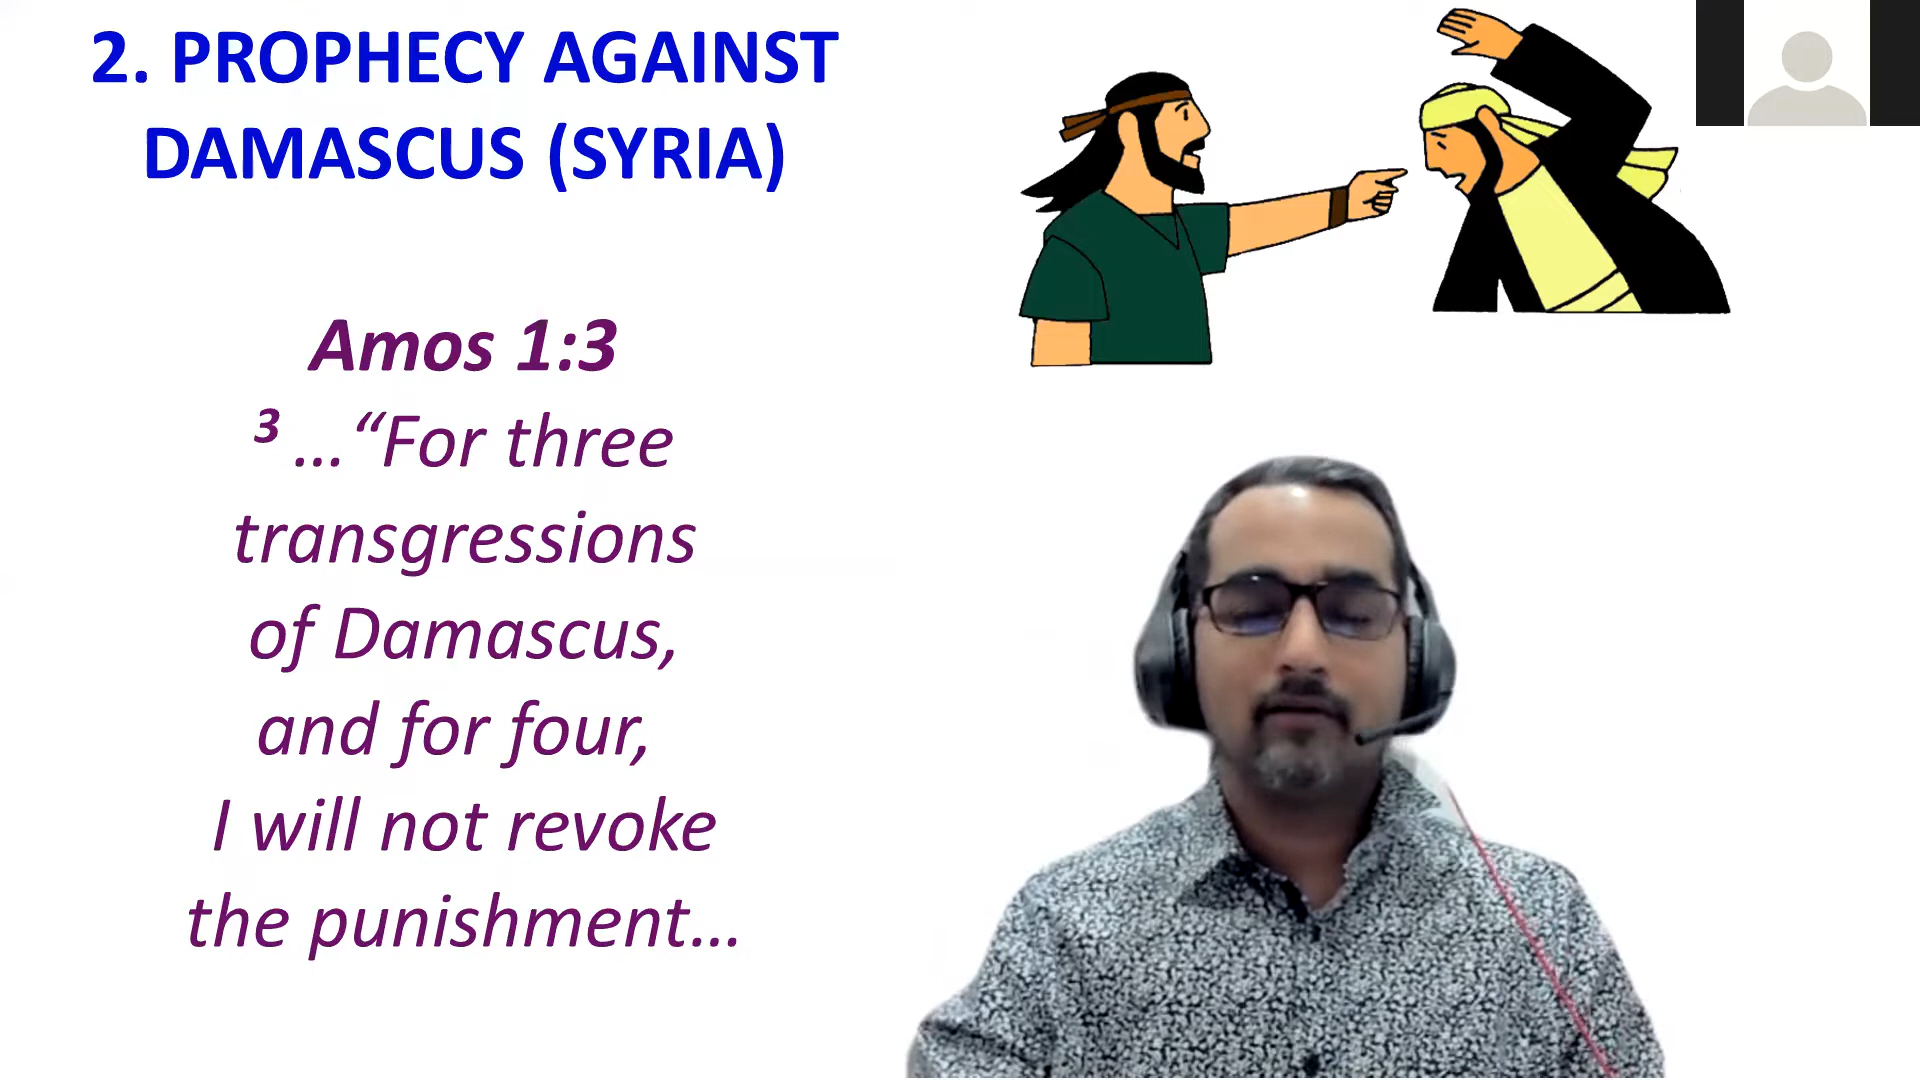 2. PROPHECY AGAINST
DAMASCUS (SYRIA)
Amos 1:3
3 …“For three
transgressions
of Damascus,
and for four,
I will not revoke
the punishment…